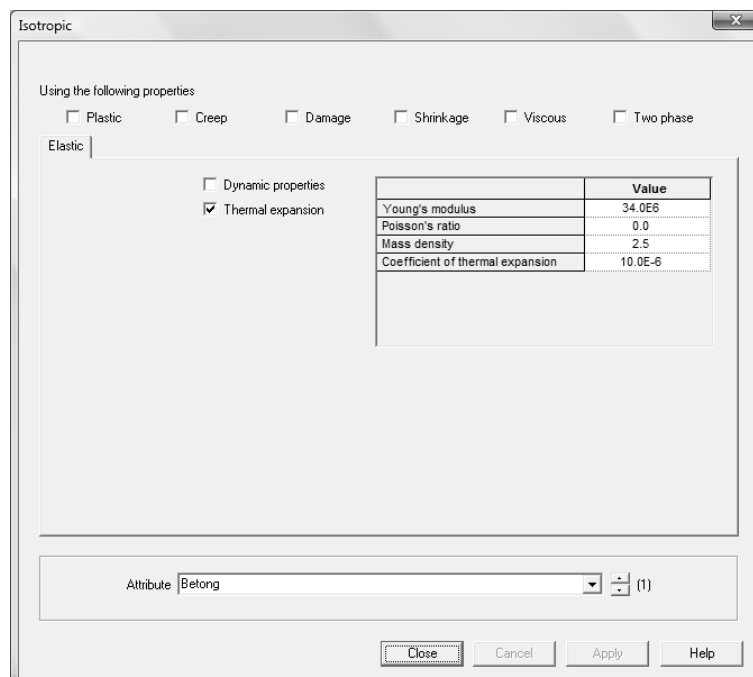 Isotropic
Using the following properties
Plastic Creep Damage Shrinkage Viscous Two phase
Elastic
Dynamic properties
Thermal expansion
Value
Young's modulus 34.0E6
Poisson's ratio 0.0
Mass density 2.5
Coefficient of thermal expansion 10.0E-6
Attribute Betong (1)
Close Cancel Apply Help